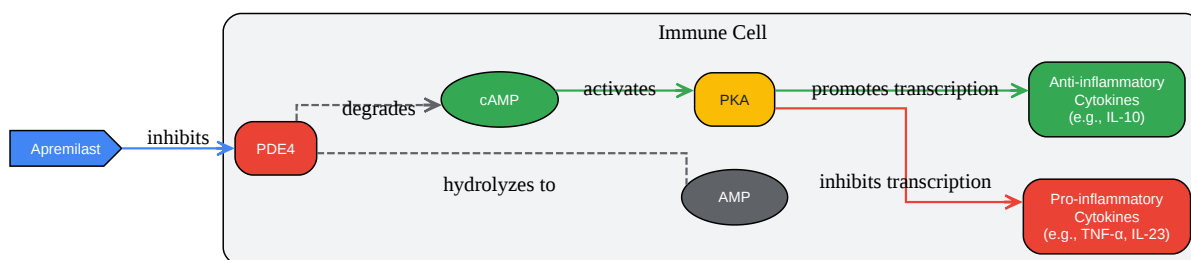 Immune Cell
Apremilast
inhibits
PDE4
degrades
cAMP
activates
PKA
promotes transcription
Anti-inflammatory
Cytokines
(e.g., IL-10)
hydrolyzes to
AMP
inhibits transcription
Pro-inflammatory
Cytokines
(e.g., TNF-α, IL-23)